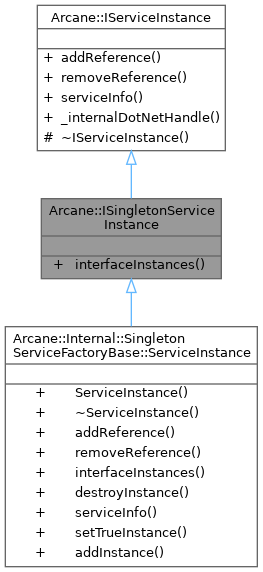 Arcane::IServiceInstance
+ addReference()
+ removeReference()
+ serviceInfo()
+ _internalDotNetHandle()
# ~IServiceInstance()
Arcane::ISingletonService
Instance
+ interfaceInstances()
Arcane::Internal::Singleton
ServiceFactoryBase::ServiceInstance
+ ServiceInstance()
+ ~ServiceInstance()
+ addReference()
+ removeReference()
+ interfaceInstances()
+ destroyInstance()
+ serviceInfo()
+ setTrueInstance()
+ addInstance()